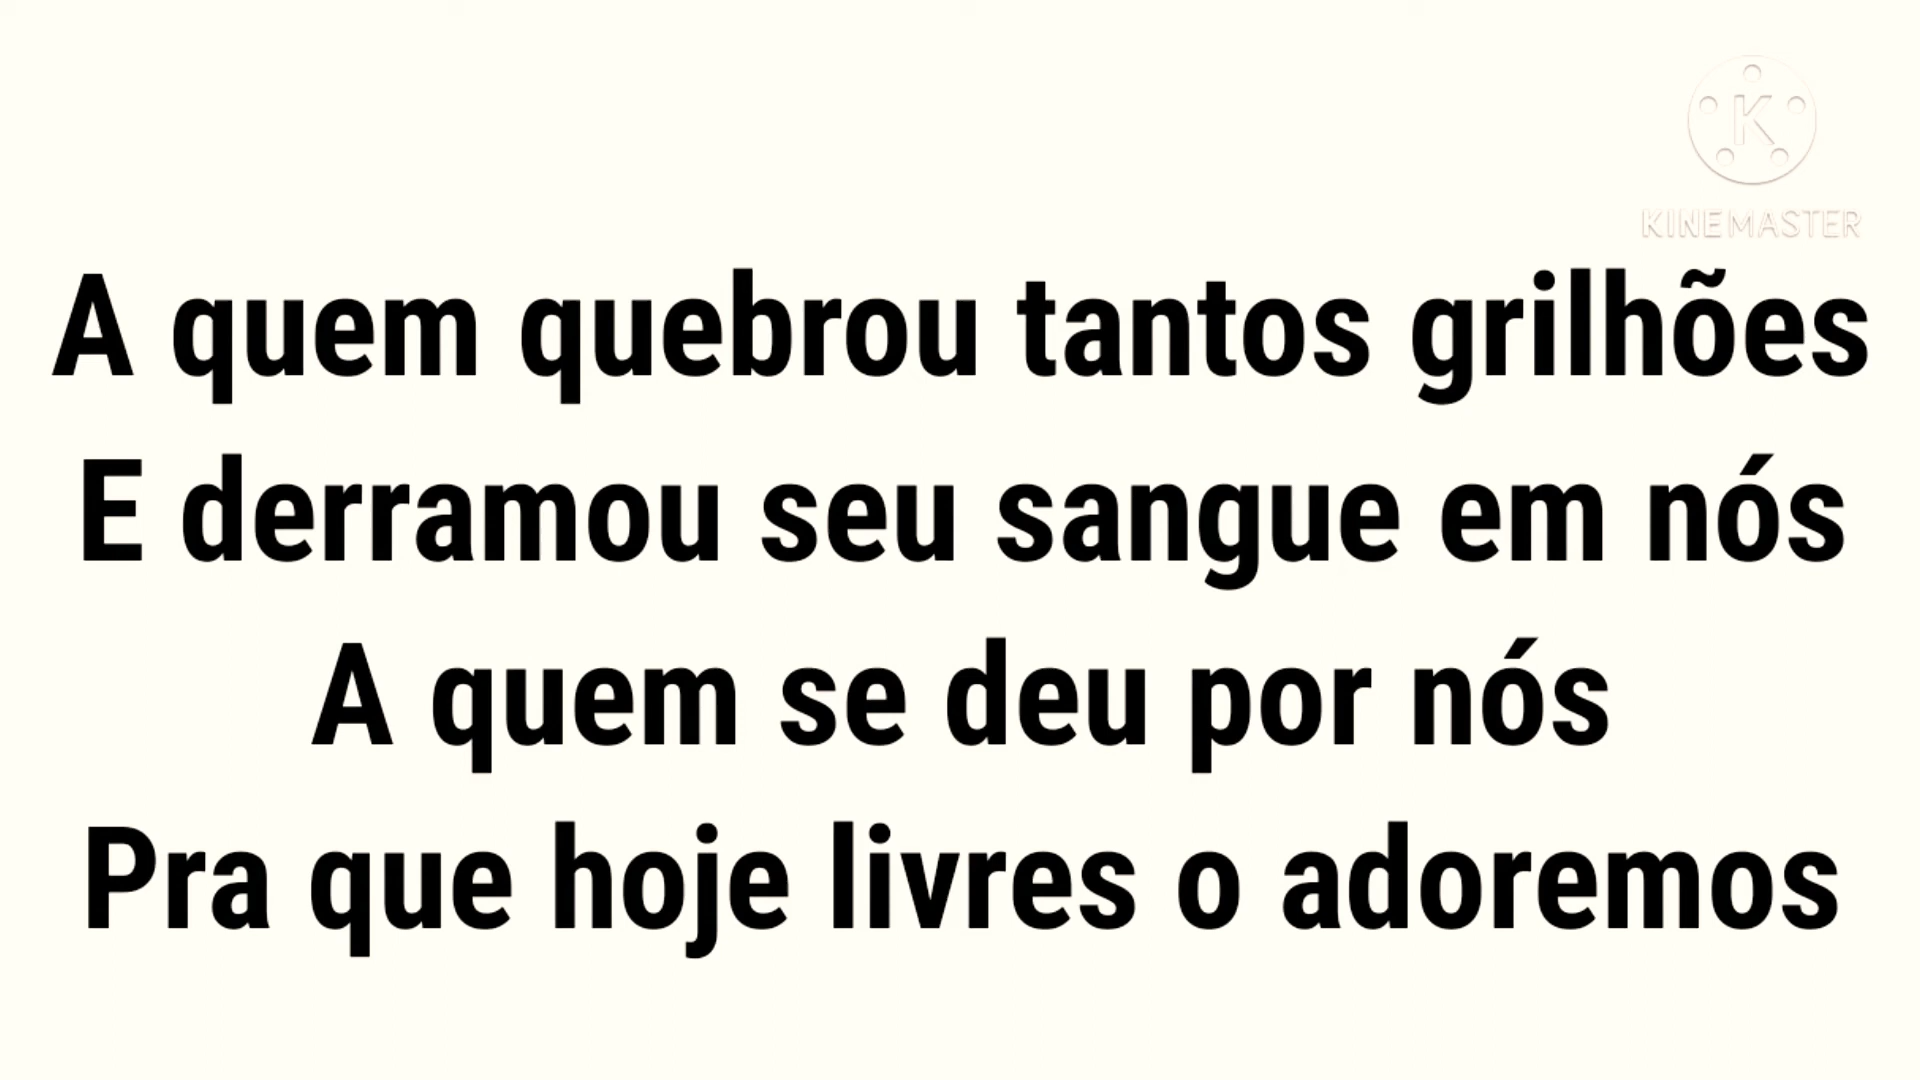 KINEMASTER
A quem quebrou tantos grilhões
E derramou seu sangue em nós
A quem se deu por nós
Pra que hoje livres o adoremos